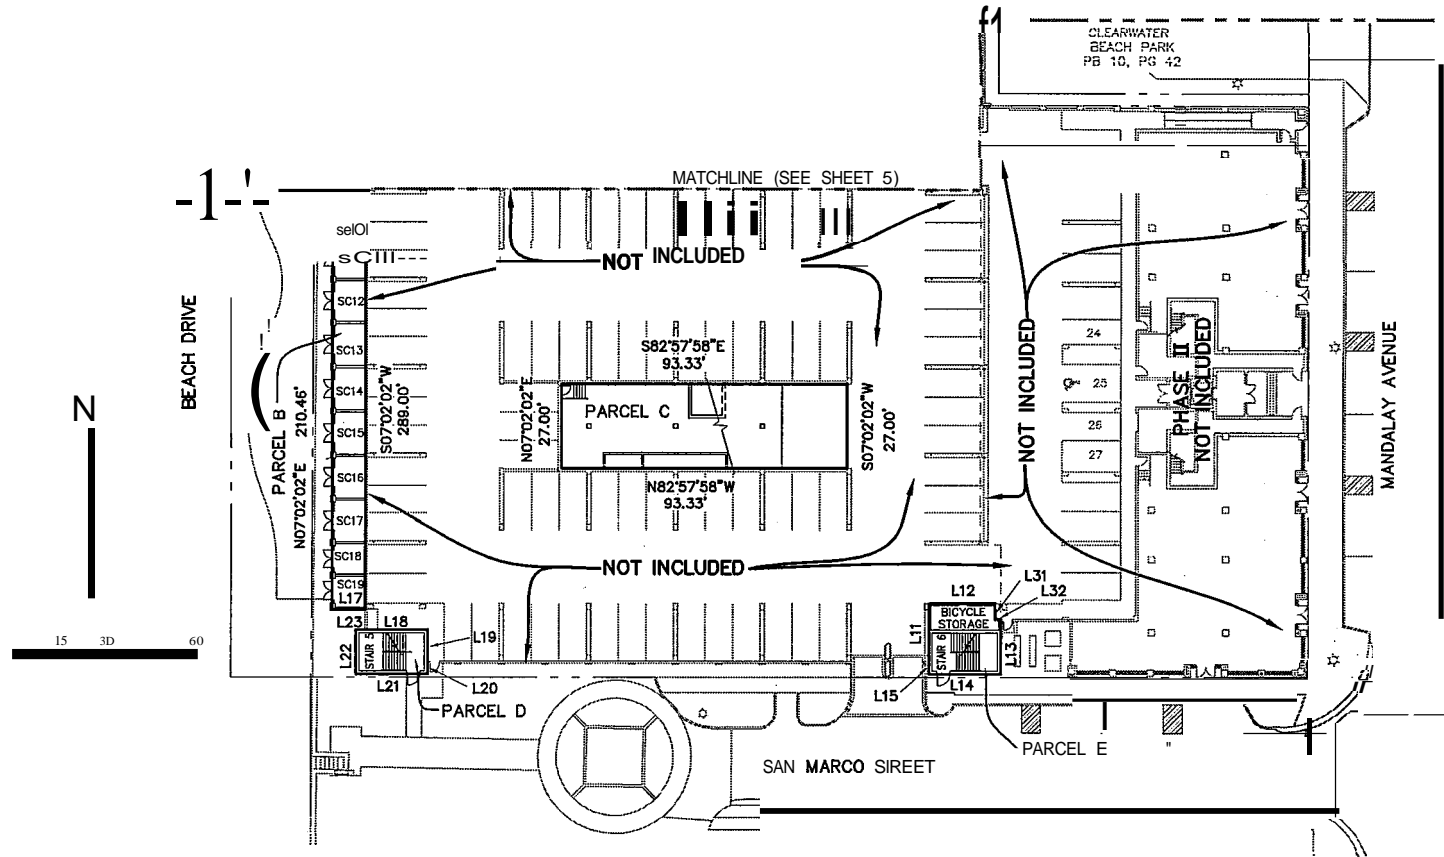 f1
CLEARWATER
BEACH PARK
PB 10, PG 42
MATCHLINE (SEE SHEET 5)
-1'-
selOl
sCTII----
NOT INCLUDED
SC12
SC13
SC14
SC15
SC16
SC17
SC18
SC19
L17
BEACH DRIVE
PARCEL B
N07°02'02"E
210.46'
S07°02'02"W
289.00'
N
15 3D 60
S82°57'58"E
93.33'
N07°02'02"E
27.00'
PARCEL C
S07°02'02"W
27.00'
N82°57'58"W
93.33'
NOT INCLUDED
NOT INCLUDED
24
25
26
27
PHASE II
NOT INCLUDED
MANDALAY AVENUE
L23 L18
L22
STAIR 5
L19
L21
L20
PARCEL D
L12
L31
L32
BICYCLE
STORAGE
L11
STAIR 6
L13
L15
L14
PARCEL E
"
SAN MARCO SIREET